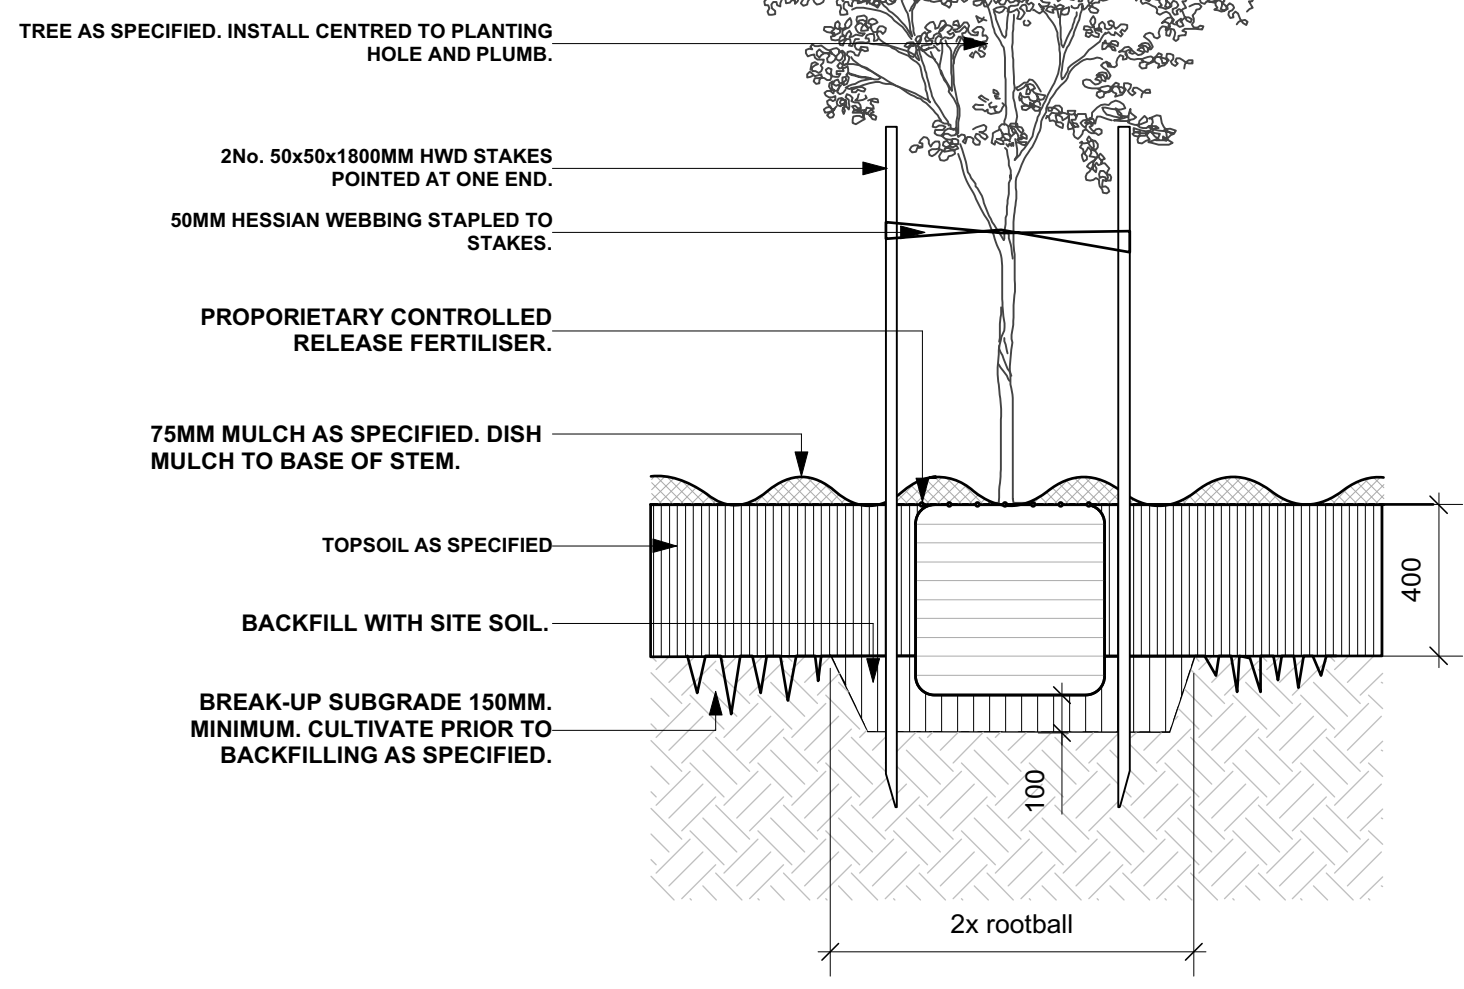 TREE AS SPECIFIED. INSTALL CENTRED TO PLANTING
HOLE AND PLUMB.
2No. 50x50x1800MM HWD STAKES
POINTED AT ONE END.
50MM HESSIAN WEBBING STAPLED TO
STAKES.
PROPORIETARY CONTROLLED
RELEASE FERTILISER.
75MM MULCH AS SPECIFIED. DISH
MULCH TO BASE OF STEM.
TOPSOIL AS SPECIFIED
BACKFILL WITH SITE SOIL.
BREAK-UP SUBGRADE 150MM.
MINIMUM. CULTIVATE PRIOR TO
BACKFILLING AS SPECIFIED.
400
100
2x rootball